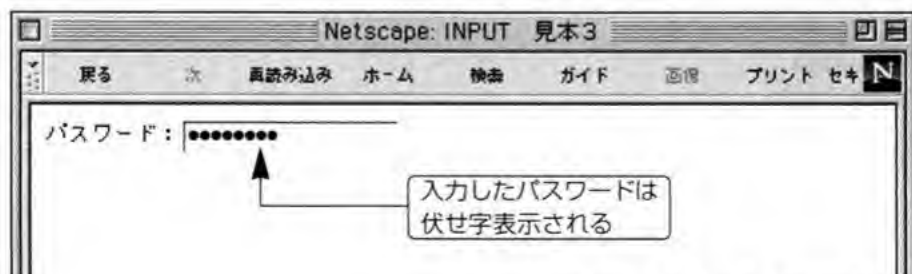 Netscape: INPUT 見本3
戻る 次 再読み込み ホーム 検索 ガイド 画像 プリント セキ N
パスワード：●●●●●●●●
入力したパスワードは
伏せ字表示される